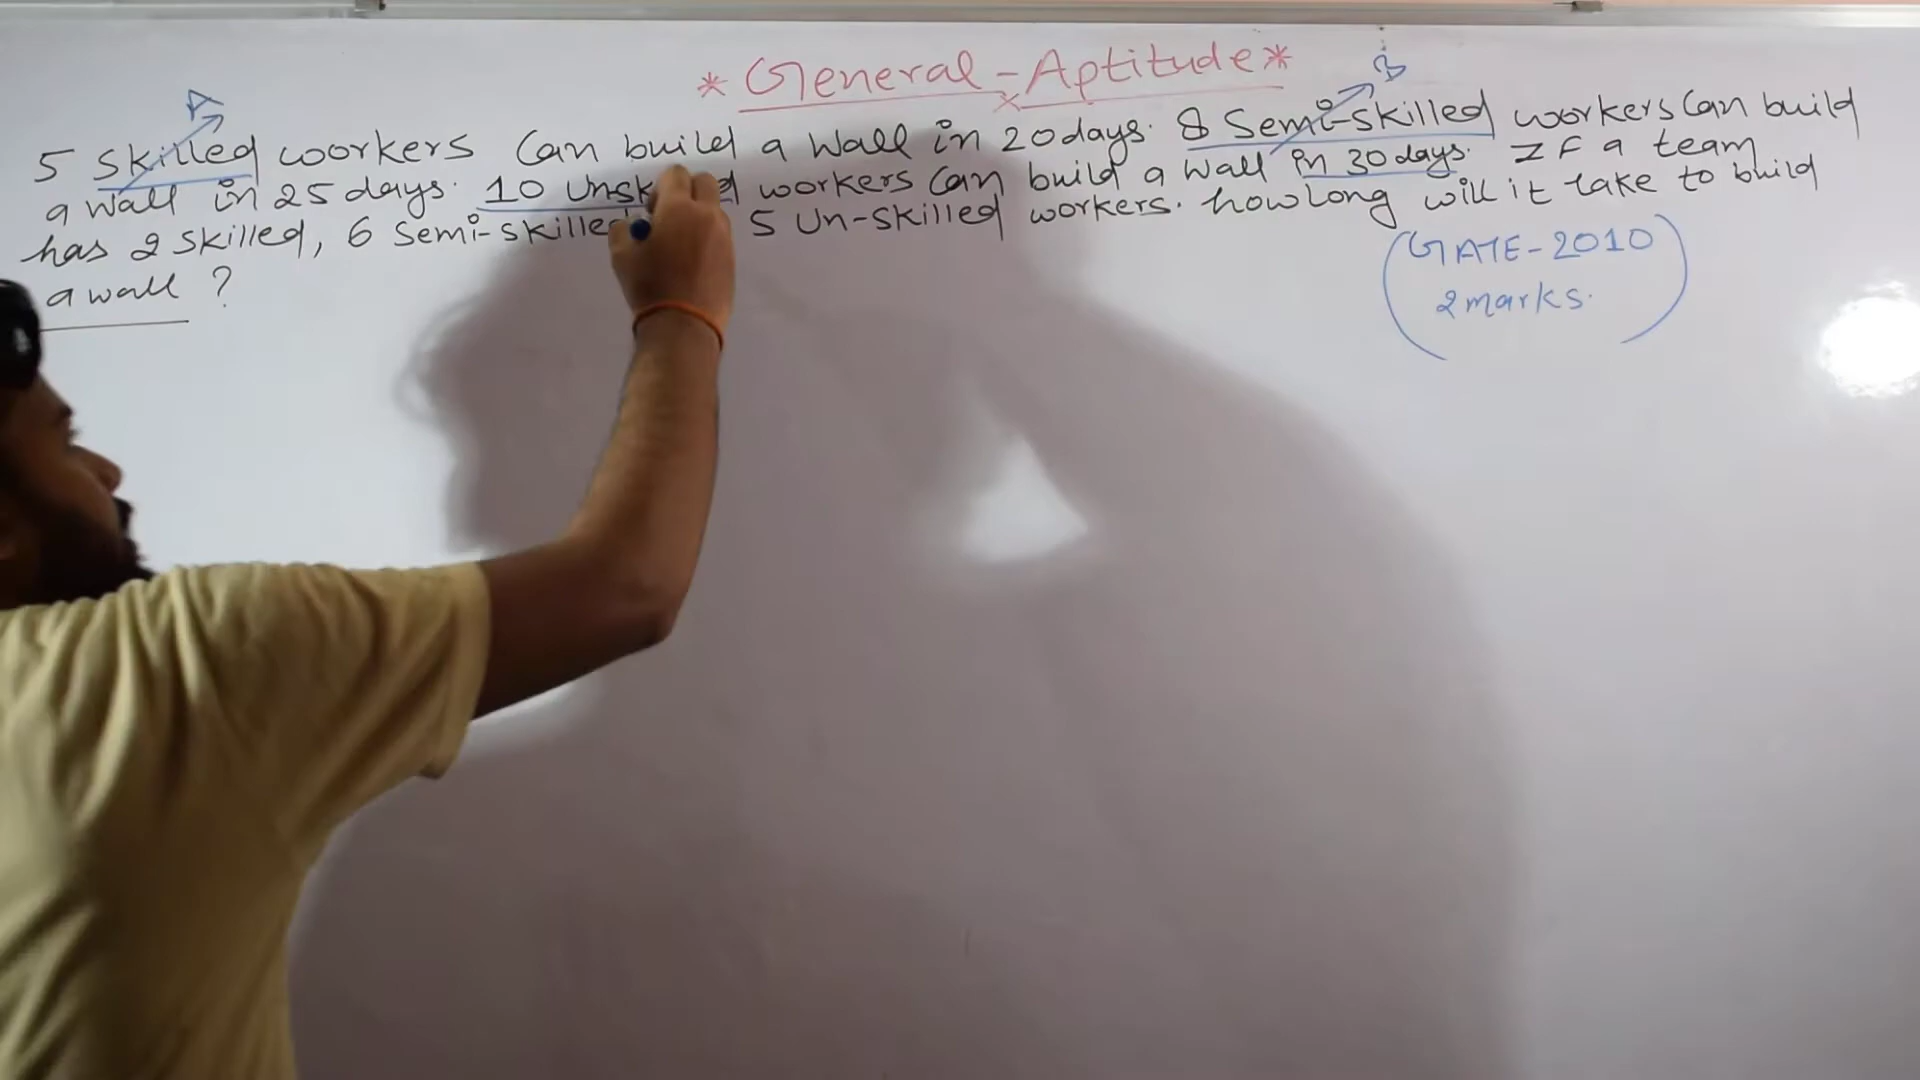 * General - Aptitude *
A
B
5 skilled workers can build a wall in 20 days. 8 Semi-skilled workers can build
a wall in 25 days. 10 workers can build a wall in 30 days. IF a team
has 2 skilled, 6 Semi-skilled 5 Un-skilled workers. how long will it take to build
a wall ?
(GATE-2010
2 marks.)